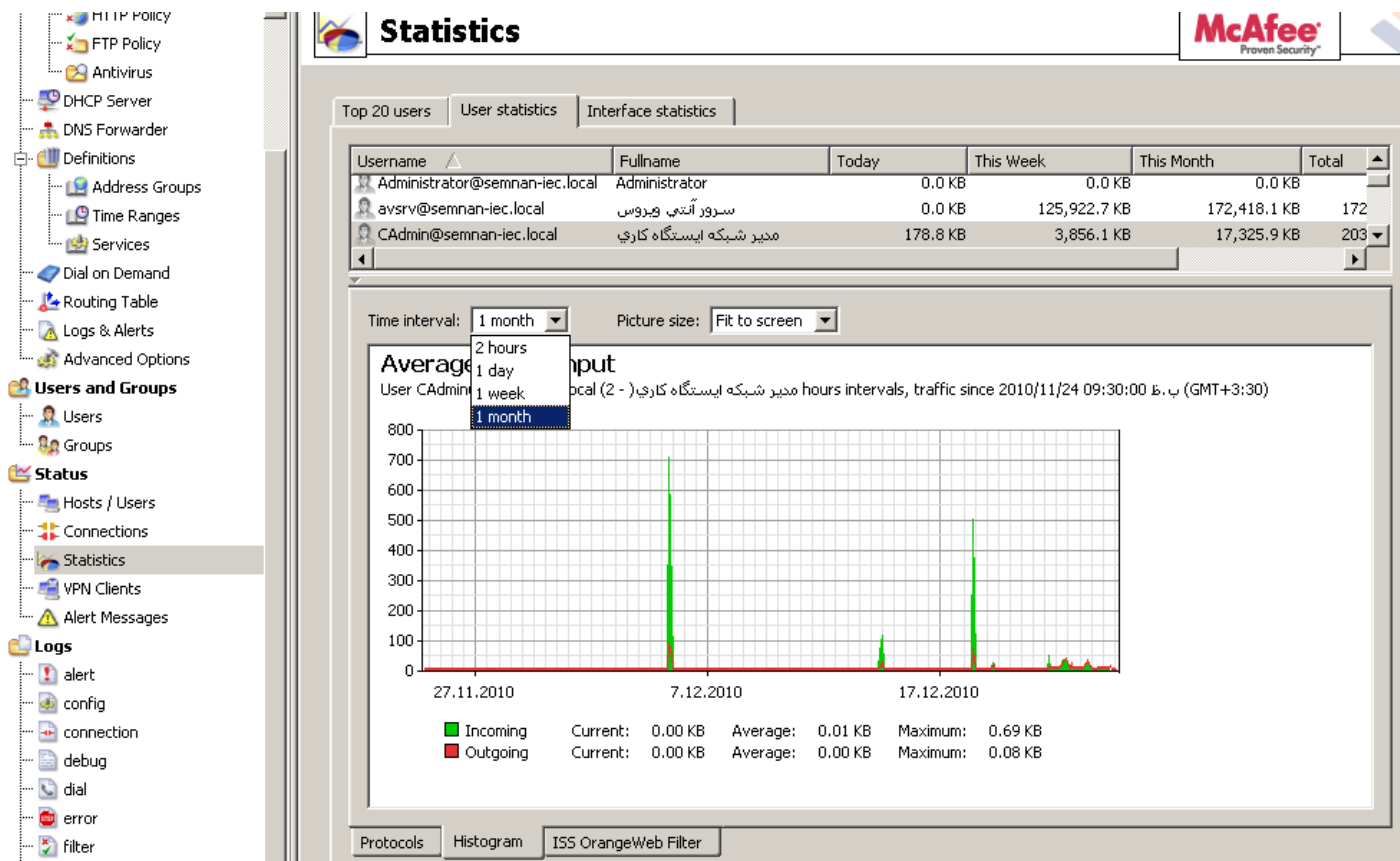 HTTP Policy
FTP Policy
Antivirus
DHCP Server
DNS Forwarder
Definitions
Address Groups
Time Ranges
Services
Dial on Demand
Routing Table
Logs & Alerts
Advanced Options
Users and Groups
Users
Groups
Status
Hosts / Users
Connections
Statistics
VPN Clients
Alert Messages
Logs
alert
config
connection
debug
dial
error
filter
Statistics
McAfee
Proven Security™
Top 20 users User statistics Interface statistics
Username Fullname Today This Week This Month Total
Administrator@semnan-iec.local Administrator 0.0 KB 0.0 KB 0.0 KB
avsrv@semnan-iec.local سرور آنتي ويروس 0.0 KB 125,922.7 KB 172,418.1 KB 172
CAdmin@semnan-iec.local مدير شبكه ايستگاه كاري 178.8 KB 3,856.1 KB 17,325.9 KB 203
Time interval: 1 month Picture size: Fit to screen
2 hours
1 day
1 week
1 month
Average put
User CAdmin ocal (2 - )مدير شبكه ايستگاه كاري hours intervals, traffic since 2010/11/24 09:30:00 ب.ظ (GMT+3:30)
800
700
600
500
400
300
200
100
0
27.11.2010 7.12.2010 17.12.2010
Incoming Current: 0.00 KB Average: 0.01 KB Maximum: 0.69 KB
Outgoing Current: 0.00 KB Average: 0.00 KB Maximum: 0.08 KB
Protocols Histogram ISS OrangeWeb Filter